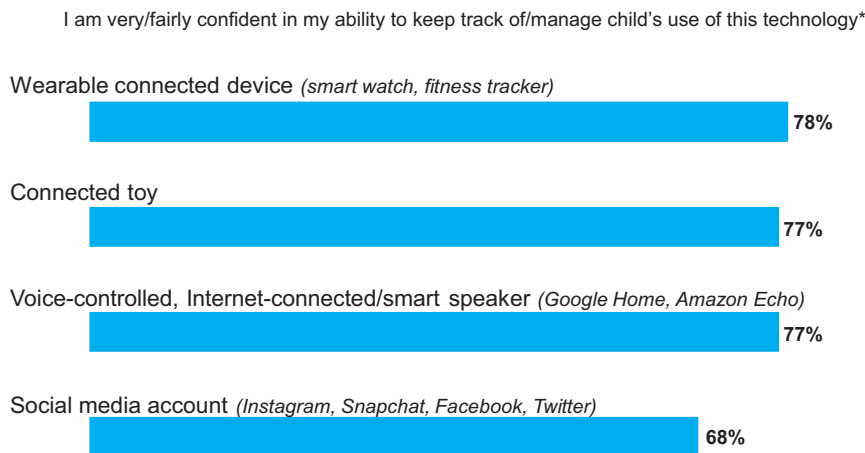 I am very/fairly confident in my ability to keep track of/manage child’s use of this technology*
Wearable connected device (smart watch, fitness tracker)
78%
Connected toy
77%
Voice-controlled, Internet-connected/smart speaker (Google Home, Amazon Echo)
77%
Social media account (Instagram, Snapchat, Facebook, Twitter)
68%